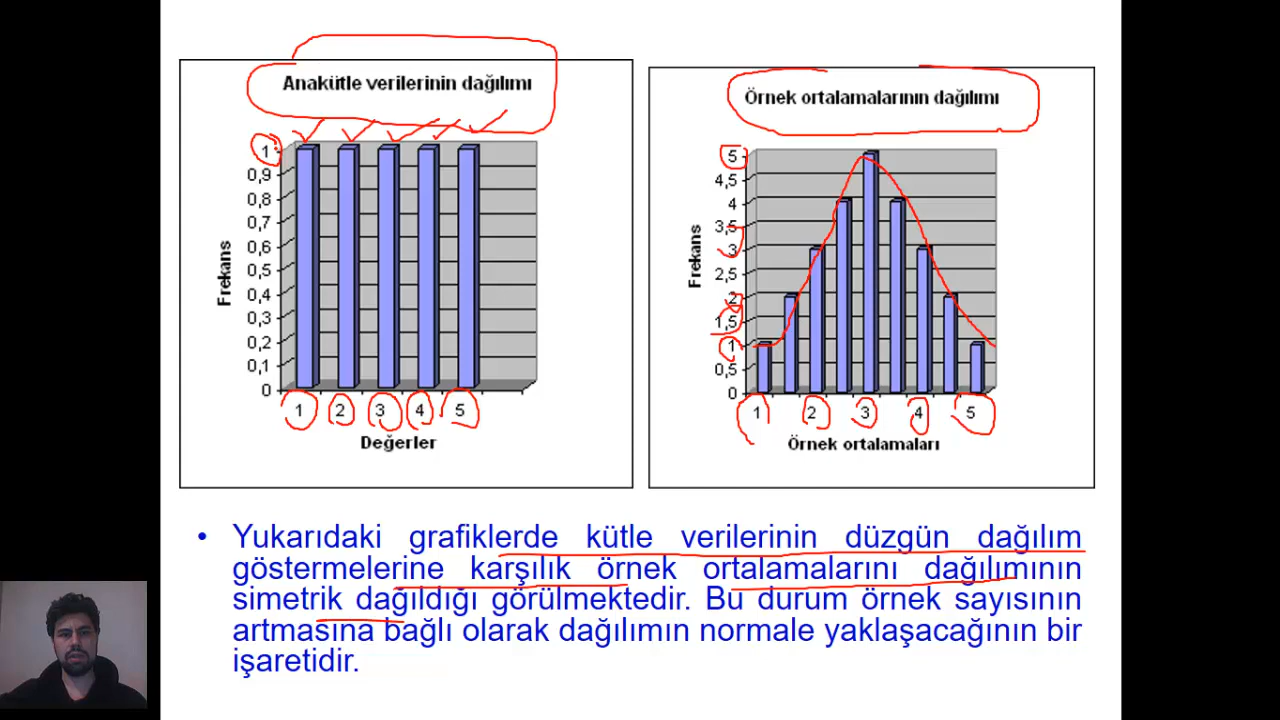 Anakütle verilerinin dağılımı
1
0,9
0,8
0,7
0,6
0,5
0,4
0,3
0,2
0,1
0
Frekans
1 2 3 4 5
Değerler
Örnek ortalamalarının dağılımı
5
4,5
4
3,5
3
2,5
2
1,5
1
0,5
0
Frekans
1 2 3 4 5
Örnek ortalamaları
• Yukarıdaki grafiklerde kütle verilerinin düzgün dağılım
göstermelerine karşılık örnek ortalamalarını dağılımının
simetrik dağıldığı görülmektedir. Bu durum örnek sayısının
artmasına bağlı olarak dağılımın normale yaklaşacağının bir
işaretidir.